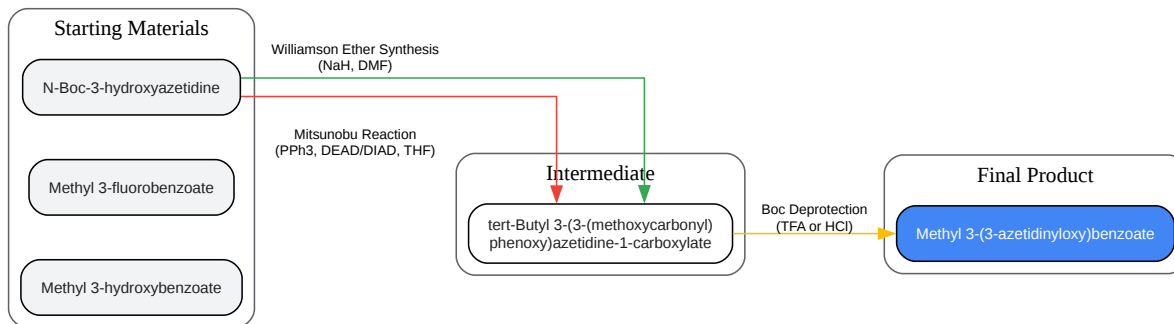 Starting Materials
N-Boc-3-hydroxyazetidine
Methyl 3-fluorobenzoate
Methyl 3-hydroxybenzoate
Williamson Ether Synthesis
(NaH, DMF)
Mitsunobu Reaction
(PPh3, DEAD/DIAD, THF)
Intermediate
tert-Butyl 3-(3-(methoxycarbonyl)
phenoxy)azetidine-1-carboxylate
Boc Deprotection
(TFA or HCl)
Final Product
Methyl 3-(3-azetidinyloxy)benzoate